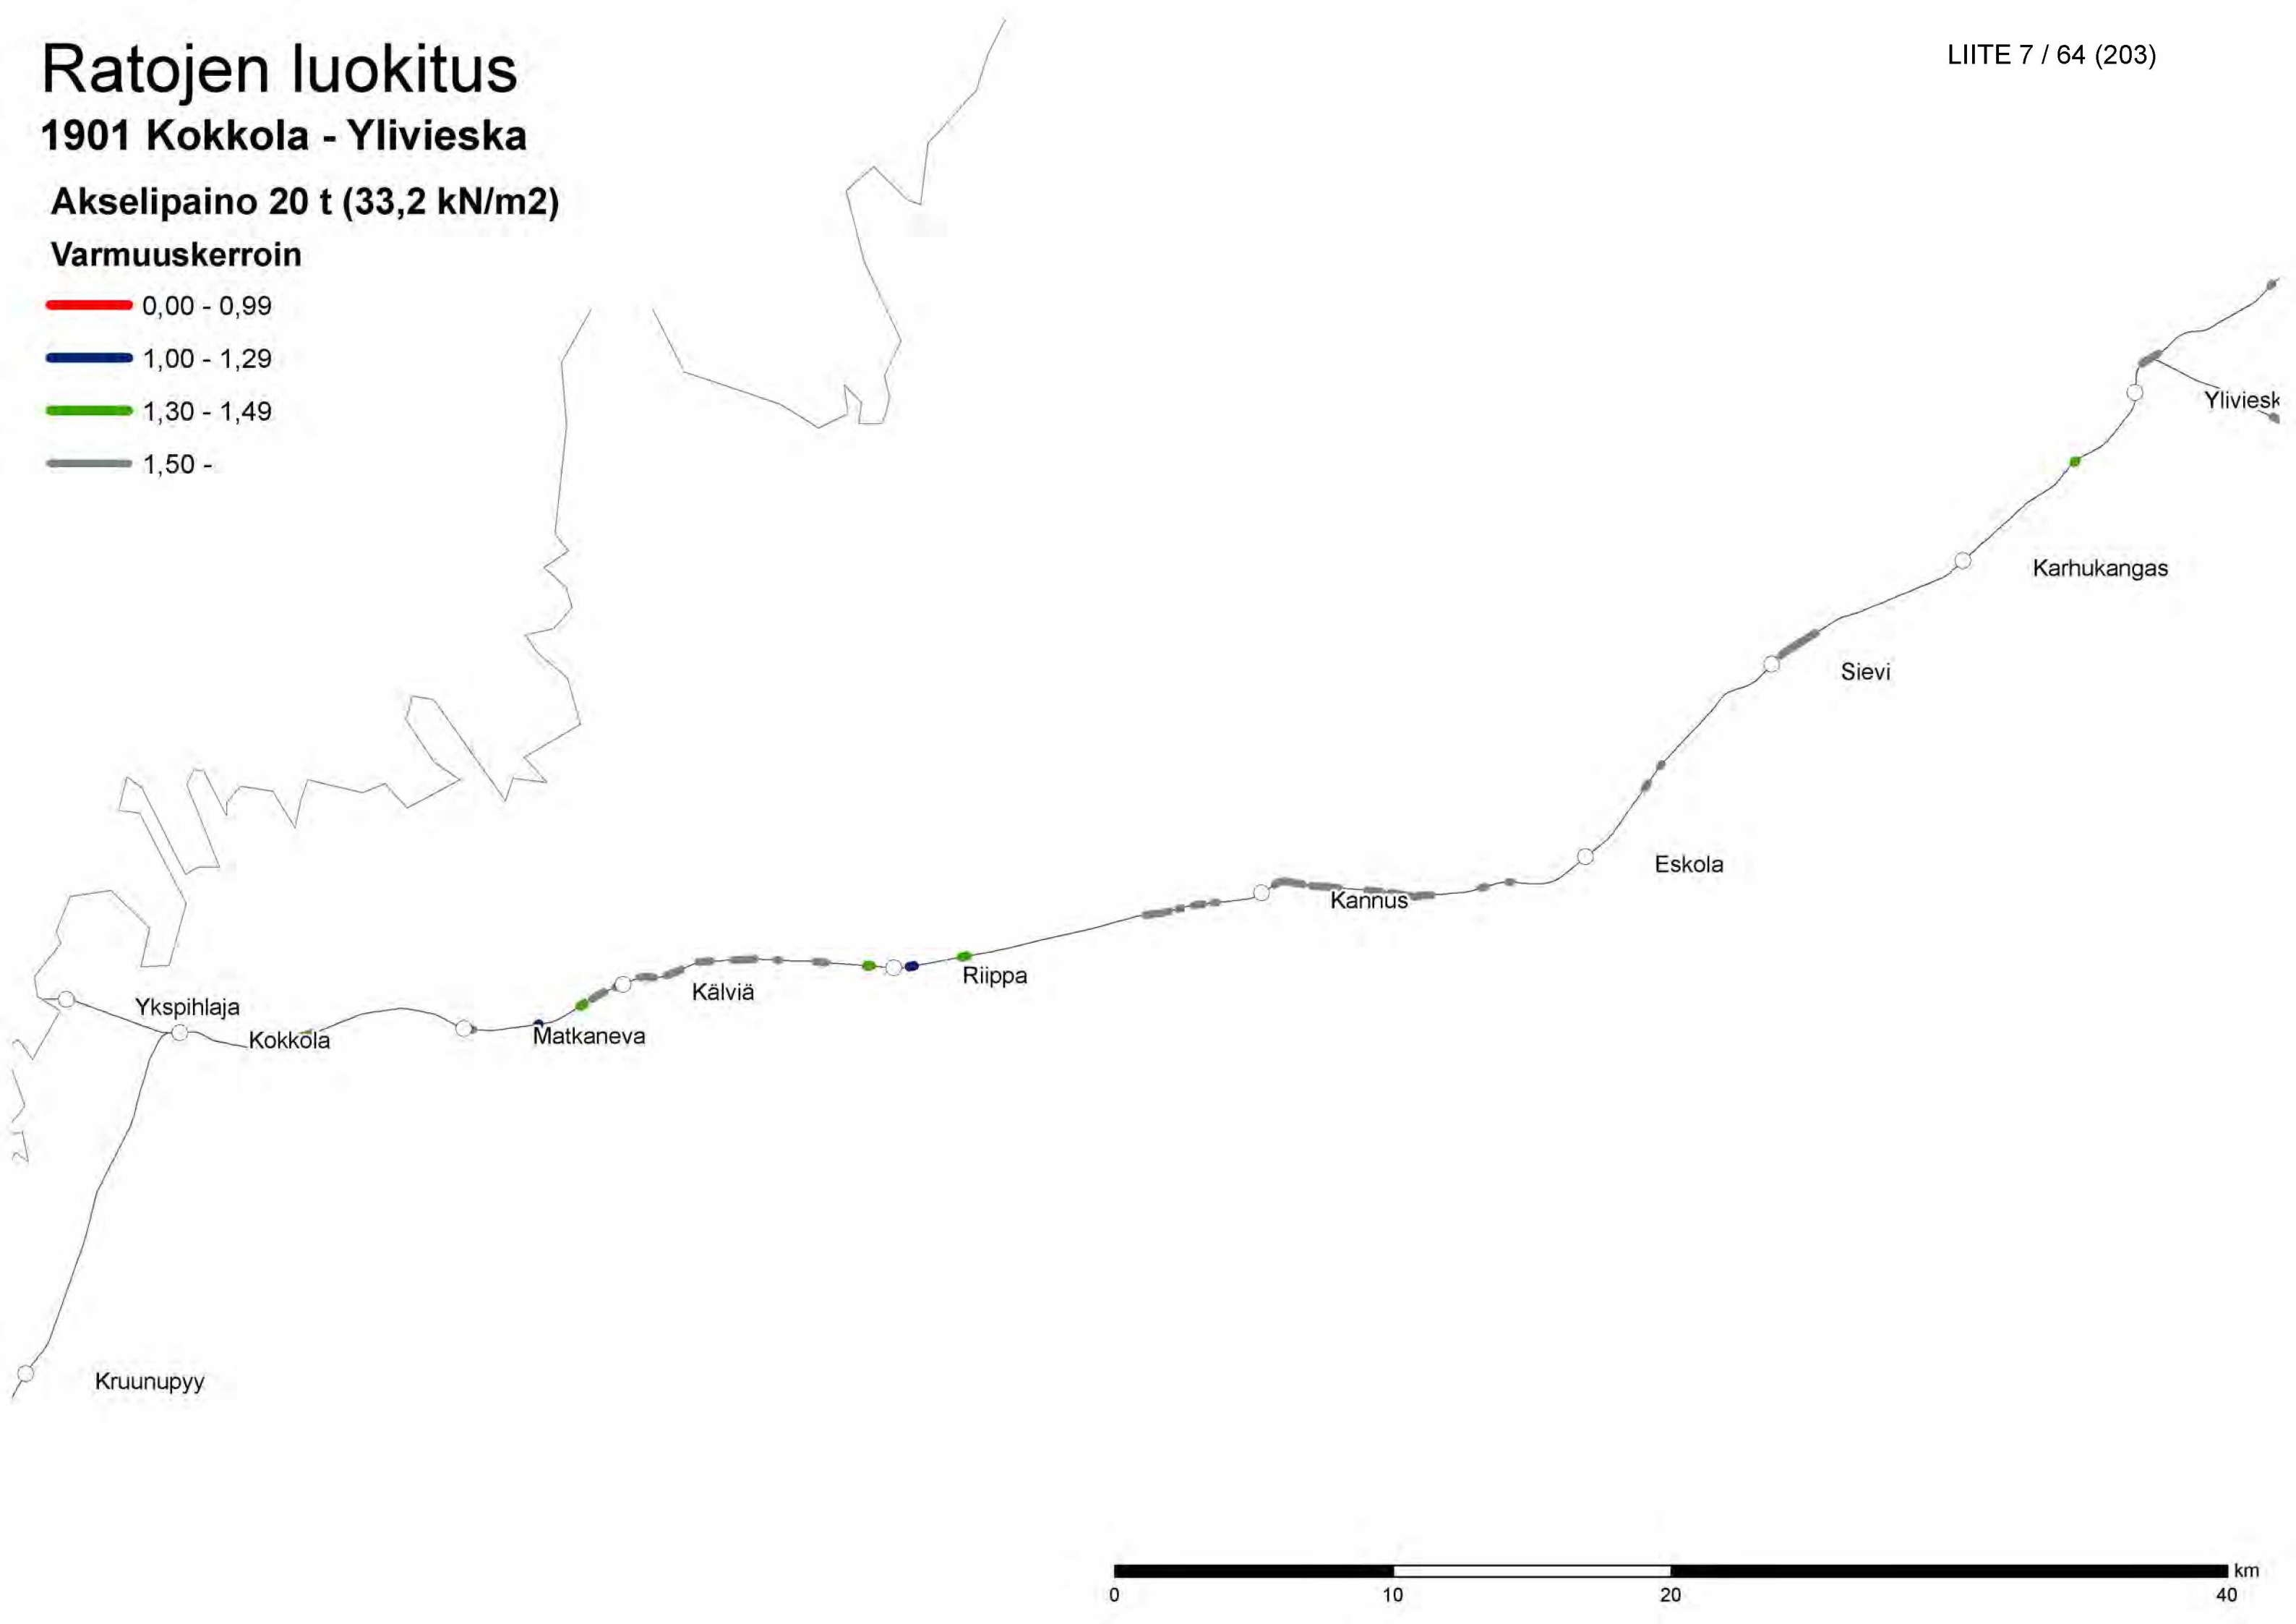 Ratojen luokitus
LIITE 7 / 64 (203)
1901 Kokkola - Ylivieska
Akselipaino 20 t (33,2 kN/m2)
Varmuuskerroin
0,00 - 0,99
1,00 - 1,29
1,30 - 1,49
1,50 -
Yliviesk
Karhukangas
Sievi
Eskola
Kannus
Riippa
Kälviä
Ykspihlaja
Matkaneva
Kokkola
Kruunupyy
km
0 10 20 40